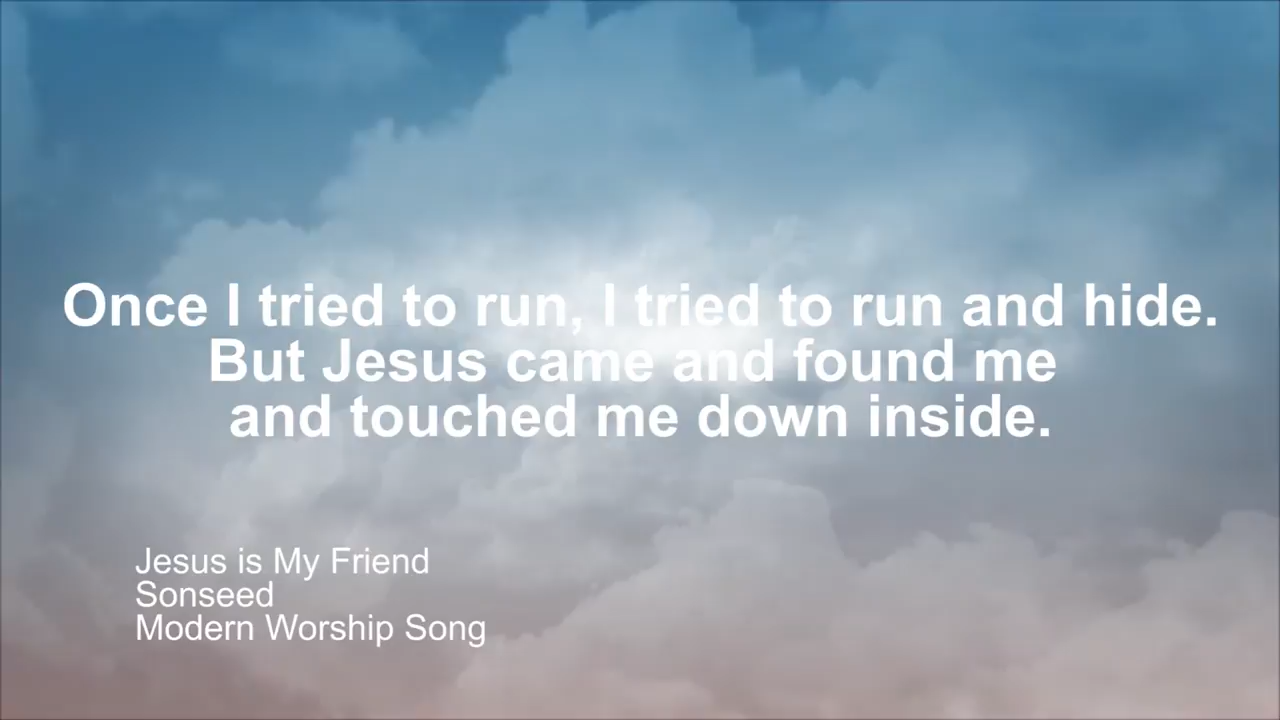 Once I tried to run, I tried to run and hide.
But Jesus came and found me
and touched me down inside.
Jesus is My Friend
Sonseed
Modern Worship Song